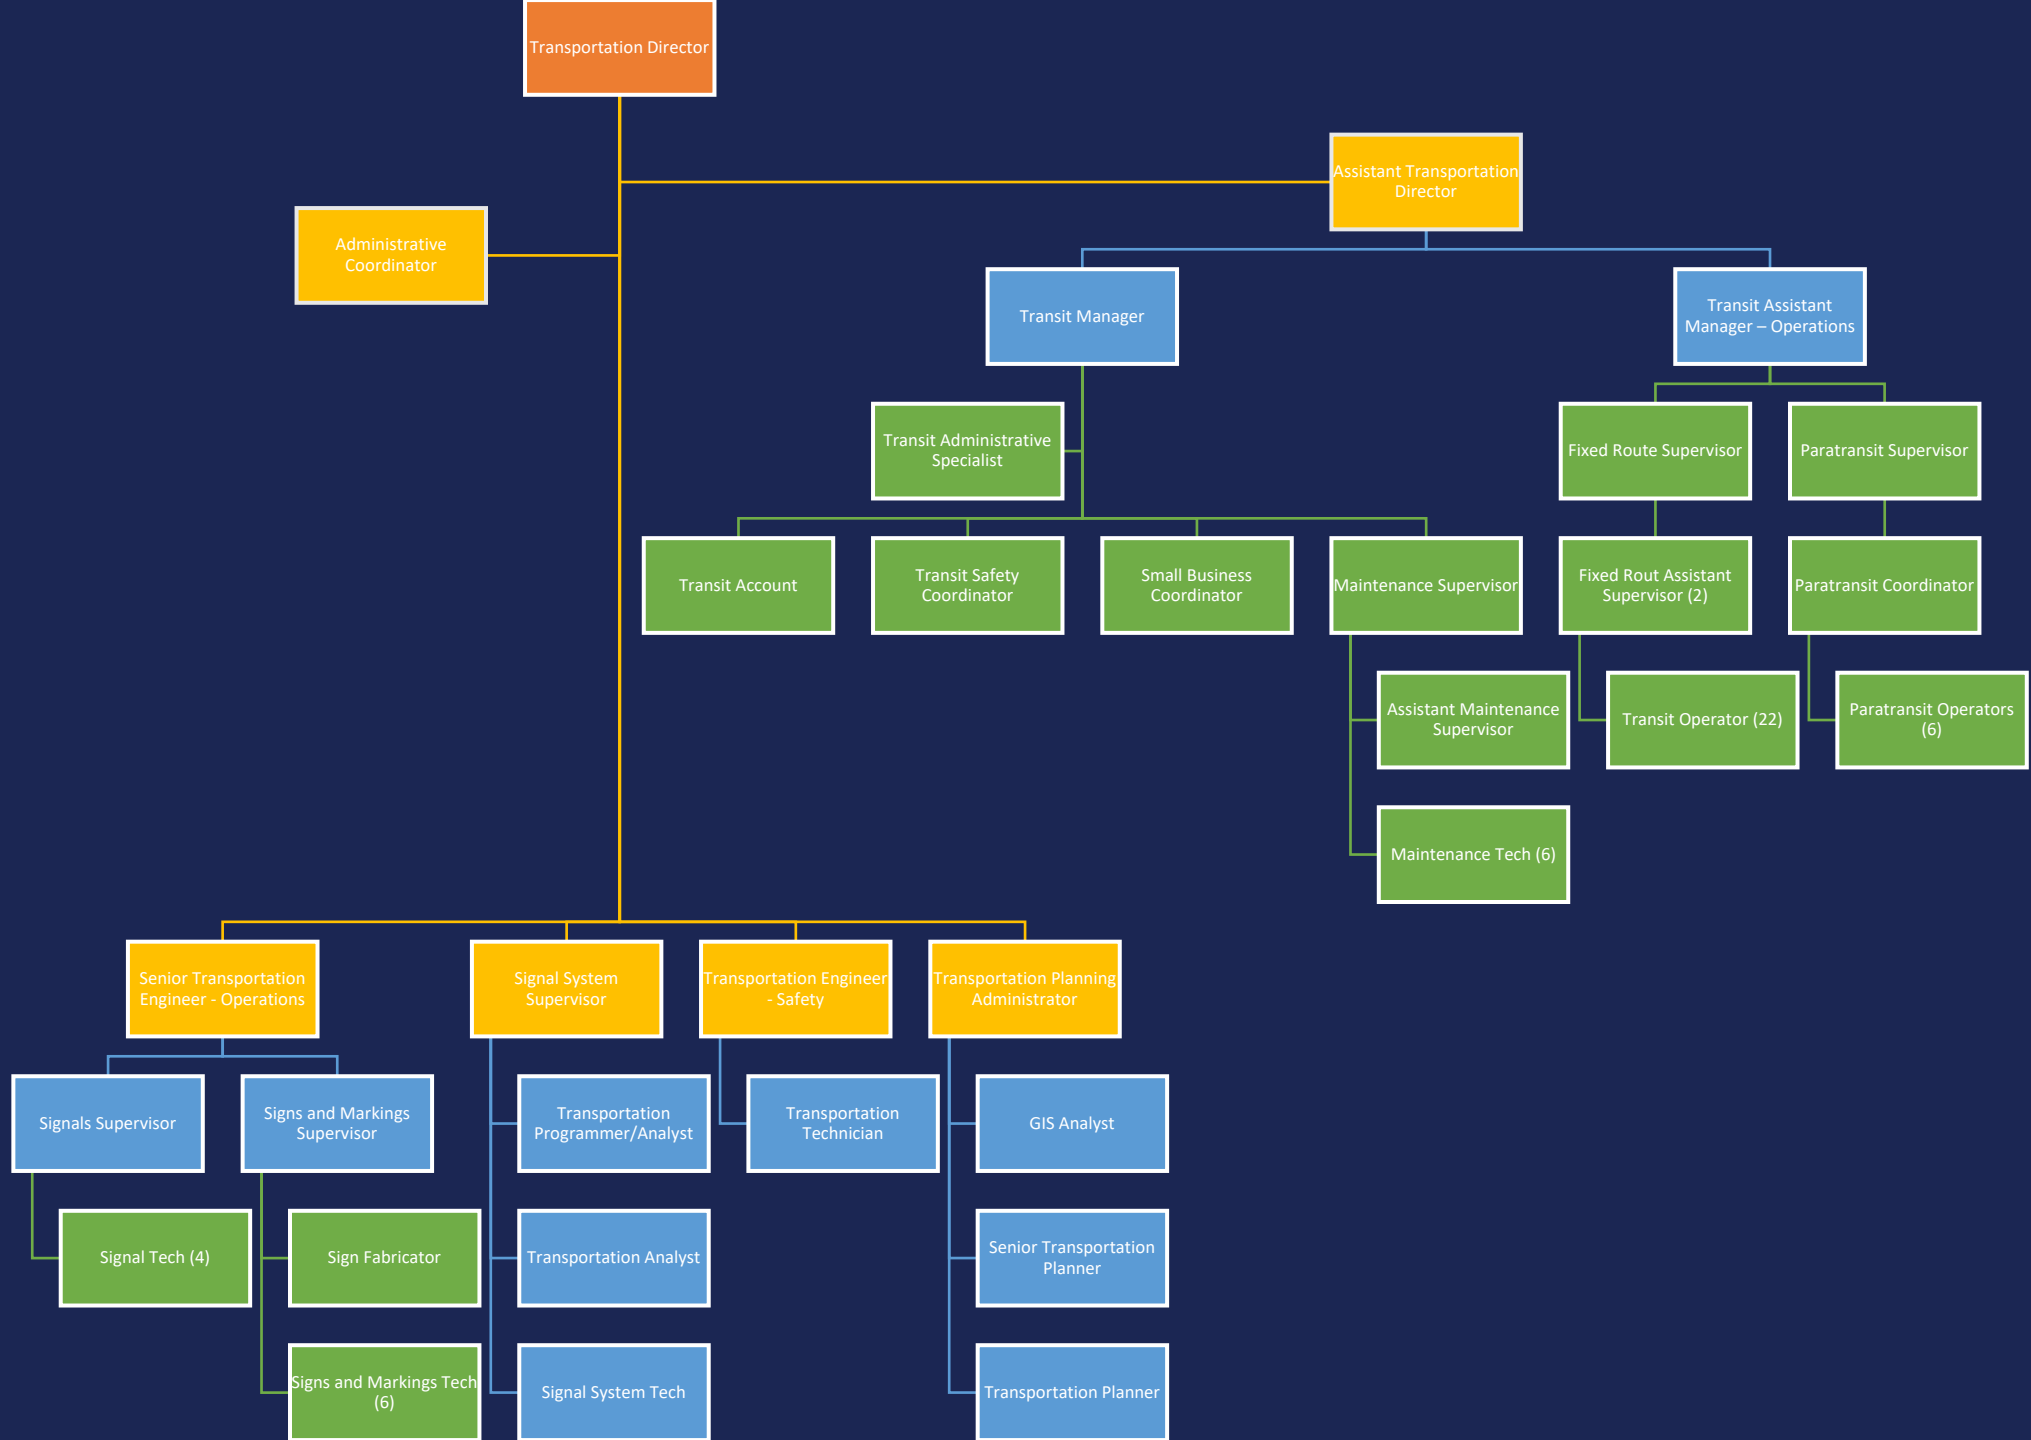 Transportation Director
Assistant Transportation
Director
Administrative
Coordinator
Transit Manager
Transit Assistant
Manager – Operations
Transit Administrative
Specialist
Fixed Route Supervisor
Paratransit Supervisor
Transit Account
Transit Safety
Coordinator
Small Business
Coordinator
Maintenance Supervisor
Fixed Rout Assistant
Supervisor (2)
Paratransit Coordinator
Assistant Maintenance
Supervisor
Transit Operator (22)
Paratransit Operators
(6)
Maintenance Tech (6)
Senior Transportation
Engineer - Operations
Signal System
Supervisor
Transportation Engineer
- Safety
Transportation Planning
Administrator
Signals Supervisor
Signs and Markings
Supervisor
Transportation
Programmer/Analyst
Transportation
Technician
GIS Analyst
Signal Tech (4)
Sign Fabricator
Transportation Analyst
Senior Transportation
Planner
Signs and Markings Tech
(6)
Signal System Tech
Transportation Planner